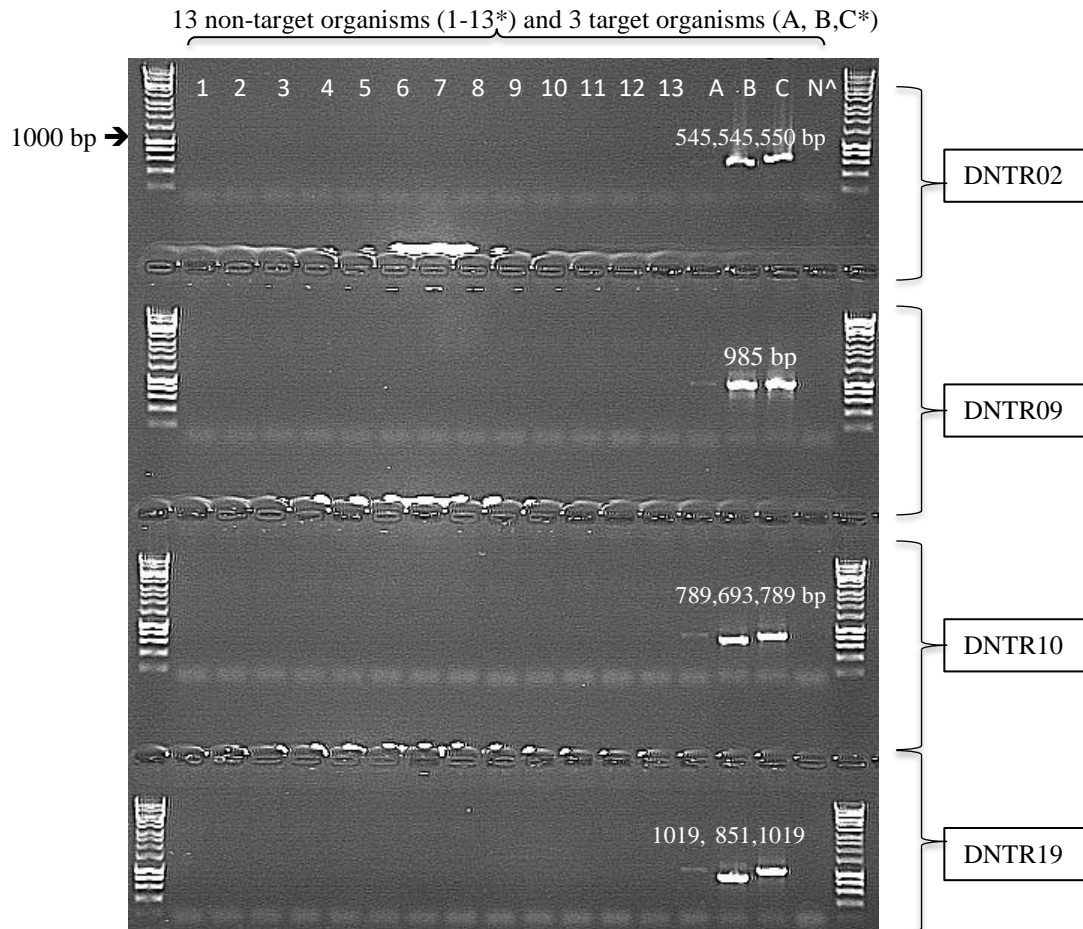 13 non-target organisms (1-13*) and 3 target organisms (A, B,C*)
1 2 3 4 5 6 7 8 9 10 11 12 13 A B C N^
1000 bp ➔
545,545,550 bp
DNTR02
985 bp
DNTR09
789,693,789 bp
DNTR10
1019, 851,1019
DNTR19